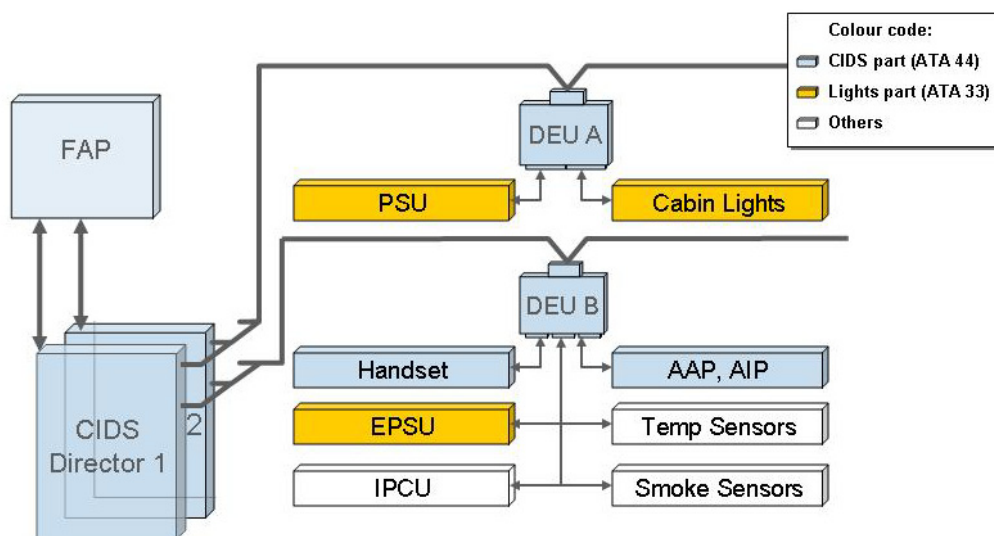 Colour code:
CIDS part (ATA 44)
Lights part (ATA 33)
Others
FAP
DEU A
PSU
Cabin Lights
DEU B
Handset
AAP, AIP
EPSU
Temp Sensors
IPCU
Smoke Sensors
2
CIDS
Director 1